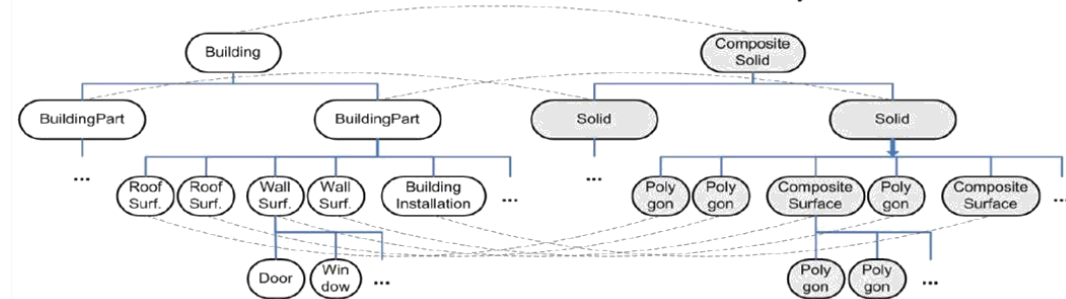 Building
Composite
Solid
BuildingPart
BuildingPart
Solid
Solid
...
Roof
Surf.
Roof
Surf.
Wall
Surf.
Wall
Surf.
Building
Installation
...
...
Poly
gon
Poly
gon
Composite
Surface
Poly
gon
Composite
Surface
...
Door
Win
dow
...
Poly
gon
Poly
gon
...